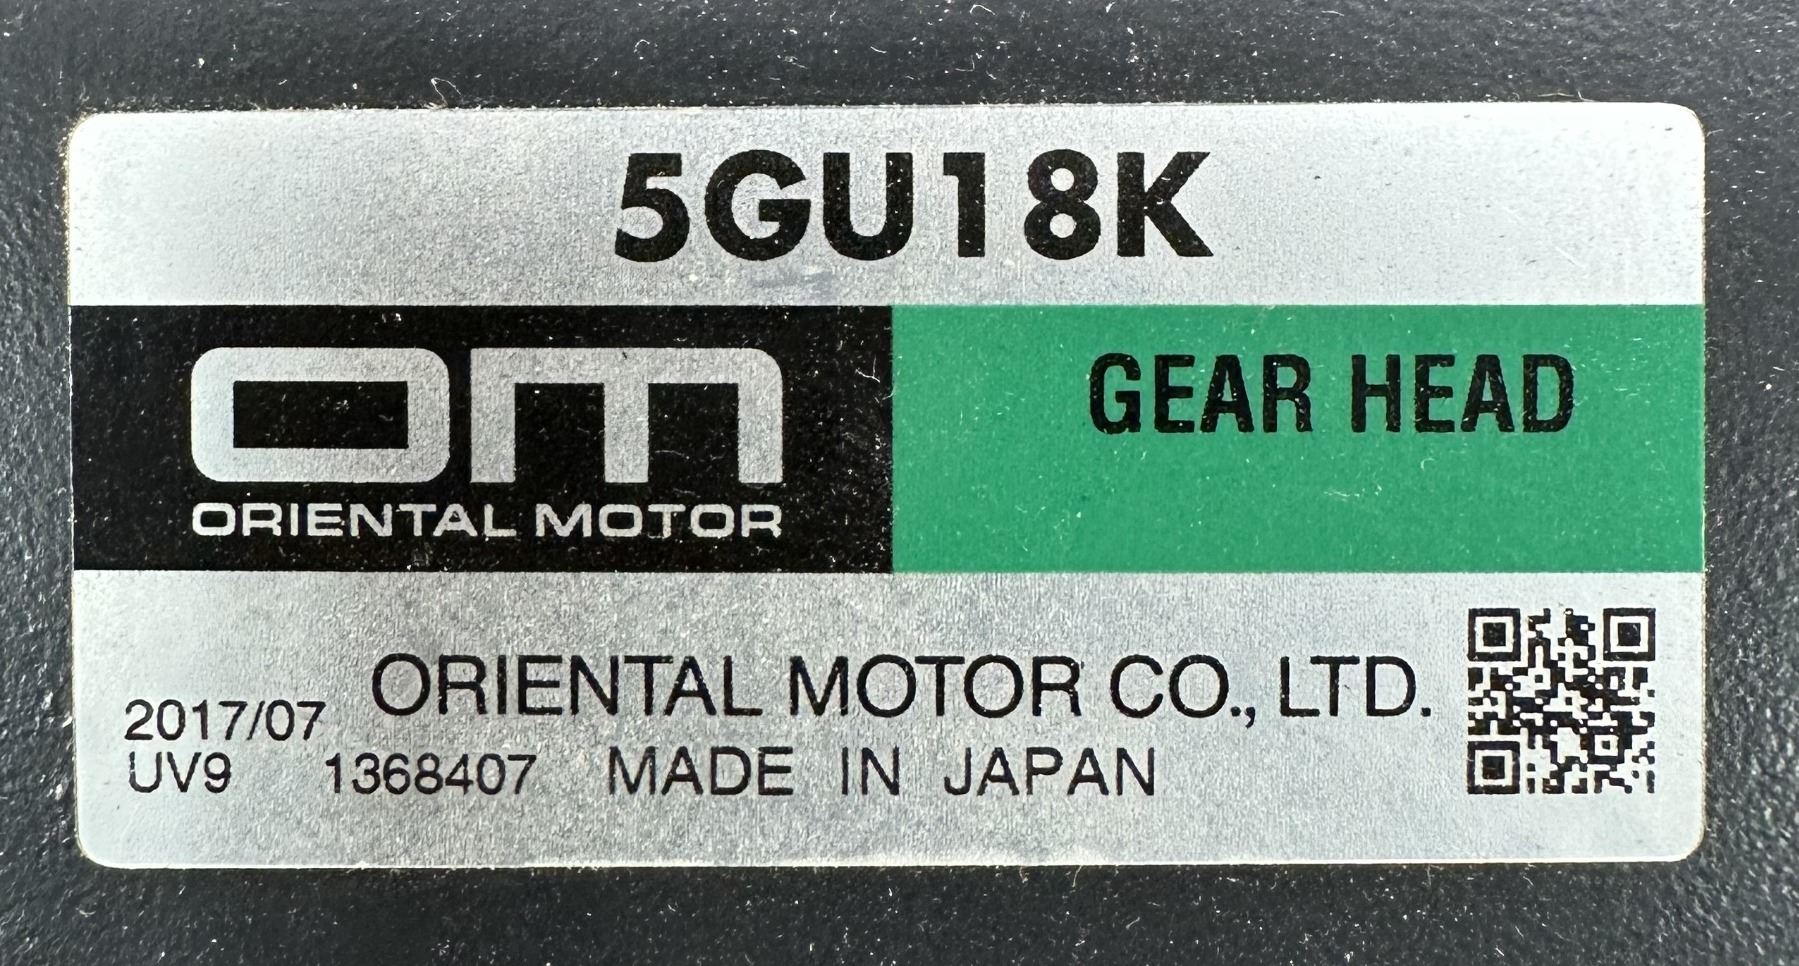 5GU18K
om
ORIENTAL MOTOR
GEAR HEAD
ORIENTAL MOTOR CO., LTD.
2017/07
UV9 1368407 MADE IN JAPAN